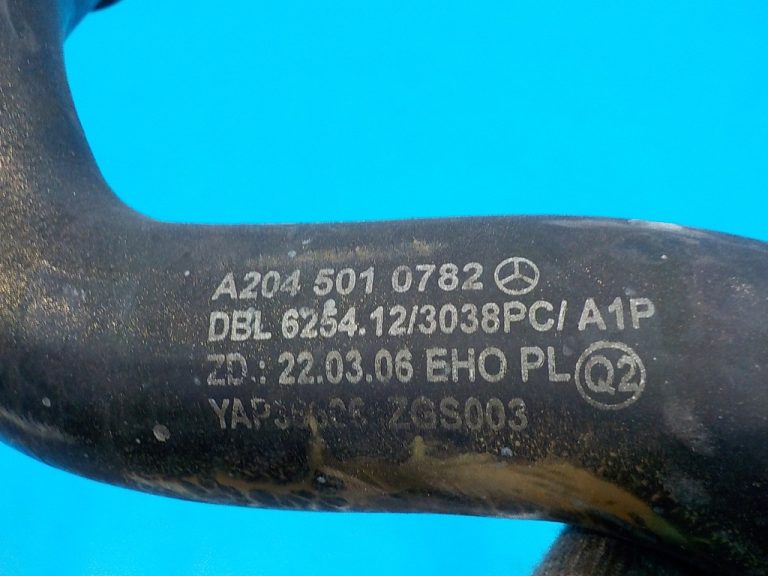 A204 501 0782
DBL 6254.12/3038PC/ A1P
ZD.: 22.03.06 EHO PL Q2
ZGS003